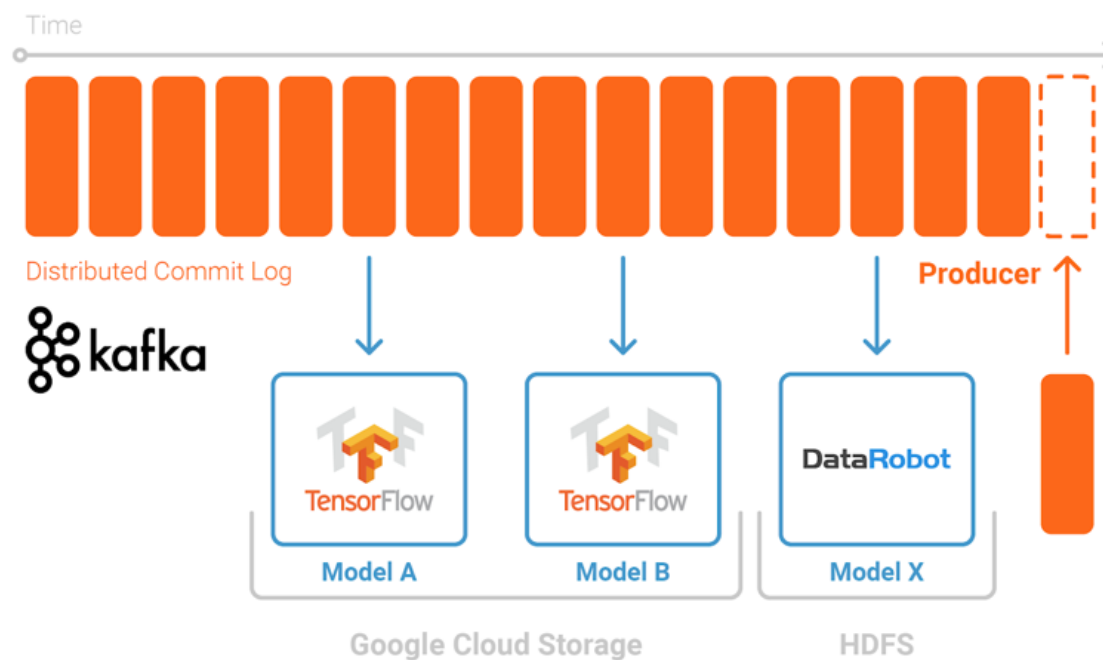 Time
Distributed Commit Log
Producer
kafka
TensorFlow
TensorFlow
DataRobot
Model A
Model B
Model X
Google Cloud Storage
HDFS